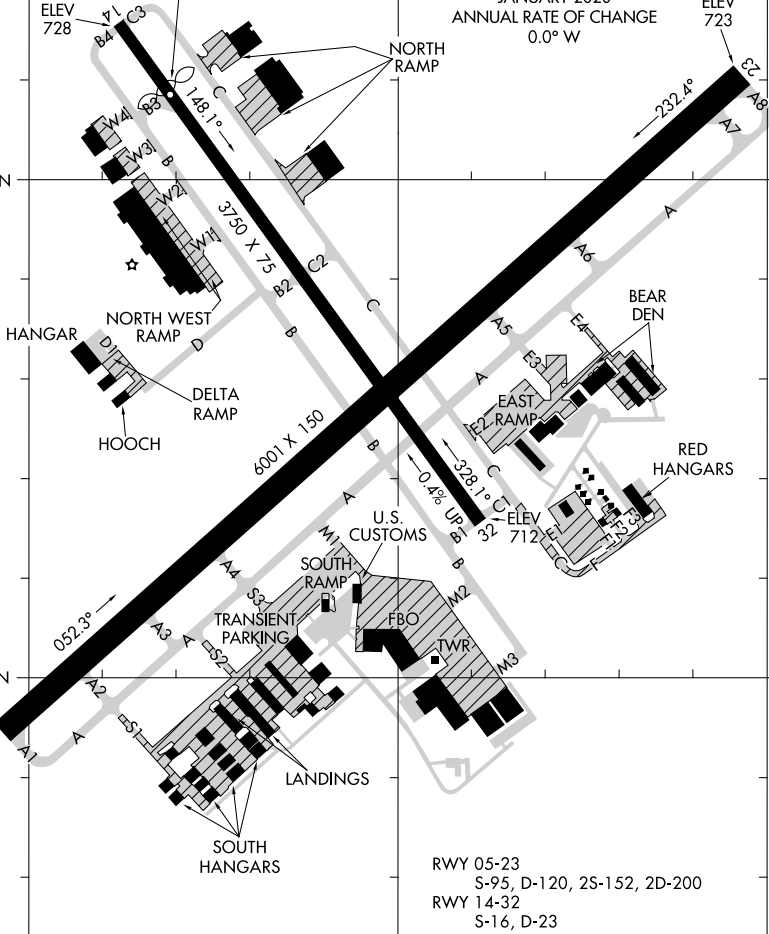 JANUARY 2025
ANNUAL RATE OF CHANGE
0.0° W
ELEV
728
14
C3
B4
ELEV
723
23
A8
A7
232.4°
NORTH
RAMP
C
B3
148.1°
W4
W3
B
W2
W1
3750 X 75
C2
B2
C
A
A6
N
NORTH WEST
RAMP
HANGAR
D1
D
B
DELTA
RAMP
HOOCH
BEAR
DEN
A5
E4
E3
A
EAST
RAMP
E2
6001 X 150
B
C
328.1°
0.4% UP
C1
RED
HANGARS
A
U.S.
CUSTOMS
B1
32
ELEV
712
E1
F1
F2
F3
F
C
M1
SOUTH
RAMP
A4
S3
B
M2
052.3°
TRANSIENT
PARKING
FBO
TWR
A3
A
S2
M3
N
A2
S1
A
A1
LANDINGS
SOUTH
HANGARS
RWY 05-23
S-95, D-120, 2S-152, 2D-200
RWY 14-32
S-16, D-23